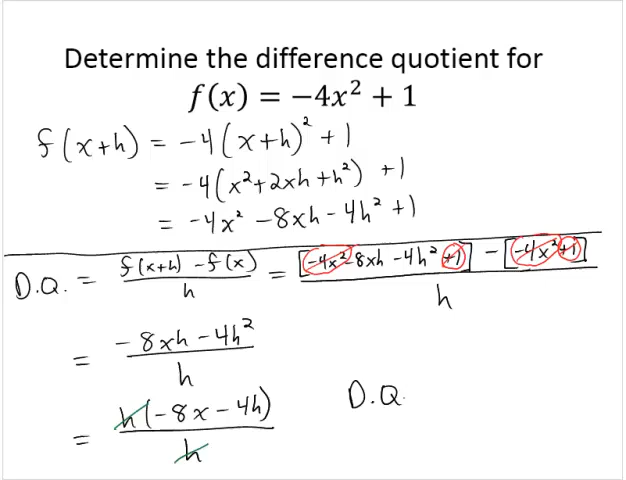 Determine the difference quotient for
f(x) = −4x² + 1
f(x+h) = -4(x+h)² + 1
= -4(x²+2xh+h²) +1
= -4x² -8xh -4h² +1
D.Q. = f(x+h) -f(x) / h = [-4x² -8xh -4h² +1] - [-4x²+1] / h
= -8xh -4h² / h
= h(-8x -4h) / h
D.Q.